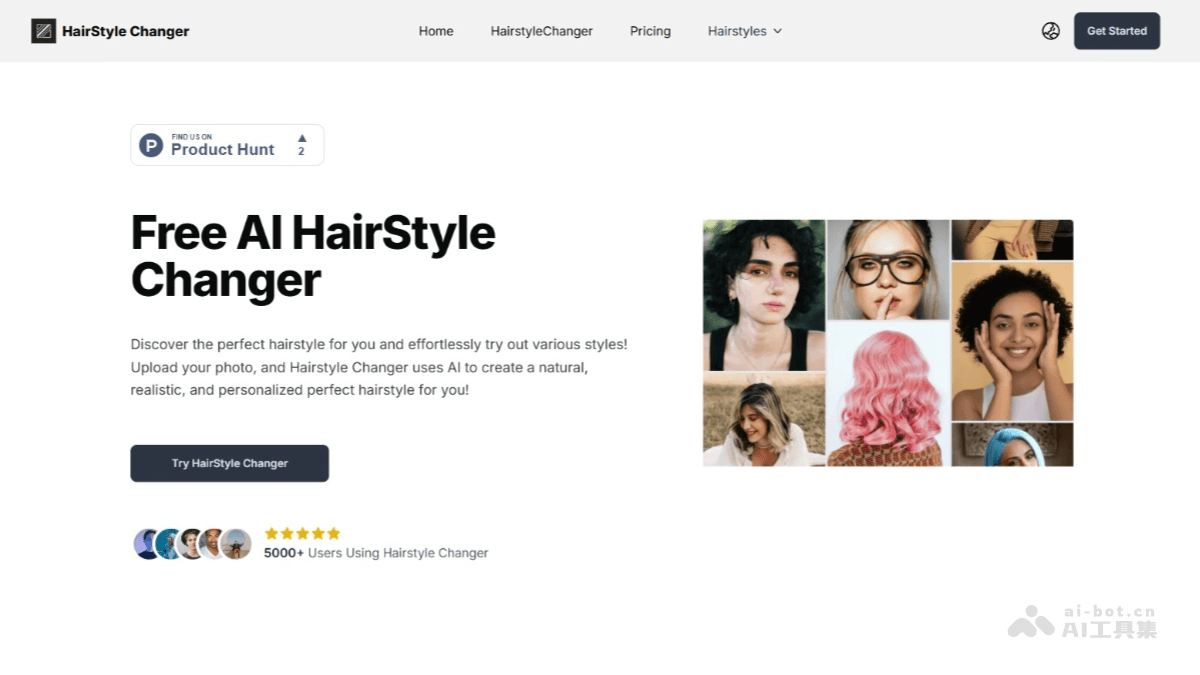 HairStyle Changer
Home
HairstyleChanger
Pricing
Hairstyles
Get Started
P
FIND US ON
Product Hunt
2
Free AI HairStyle
Changer
Discover the perfect hairstyle for you and effortlessly try out various styles!
Upload your photo, and Hairstyle Changer uses AI to create a natural,
realistic, and personalized perfect hairstyle for you!
Try HairStyle Changer
5000+ Users Using Hairstyle Changer
ai-bot.cn
AI工具集